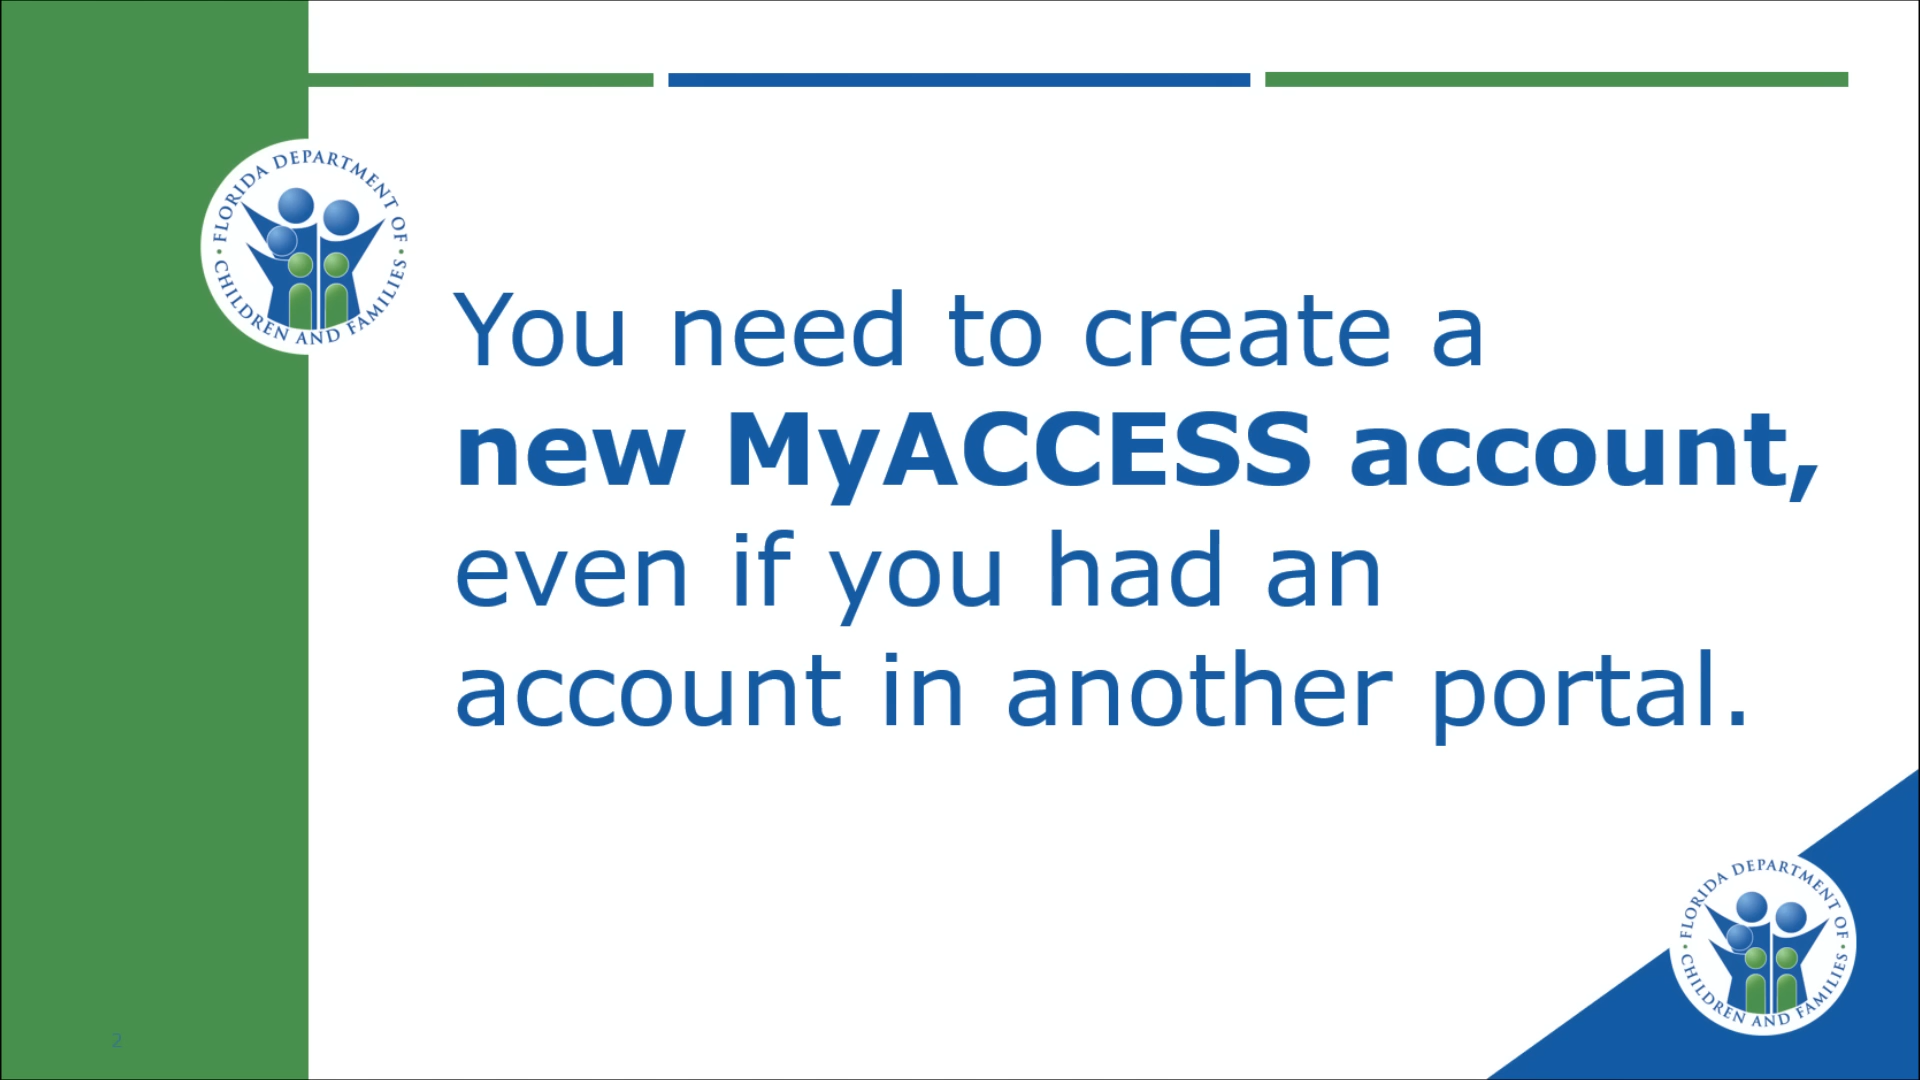 FLORIDA DEPARTMENT OF
CHILDREN AND FAMILIES
You need to create a
new MyACCESS account,
even if you had an
account in another portal.
FLORIDA DEPARTMENT OF
CHILDREN AND FAMILIES
2